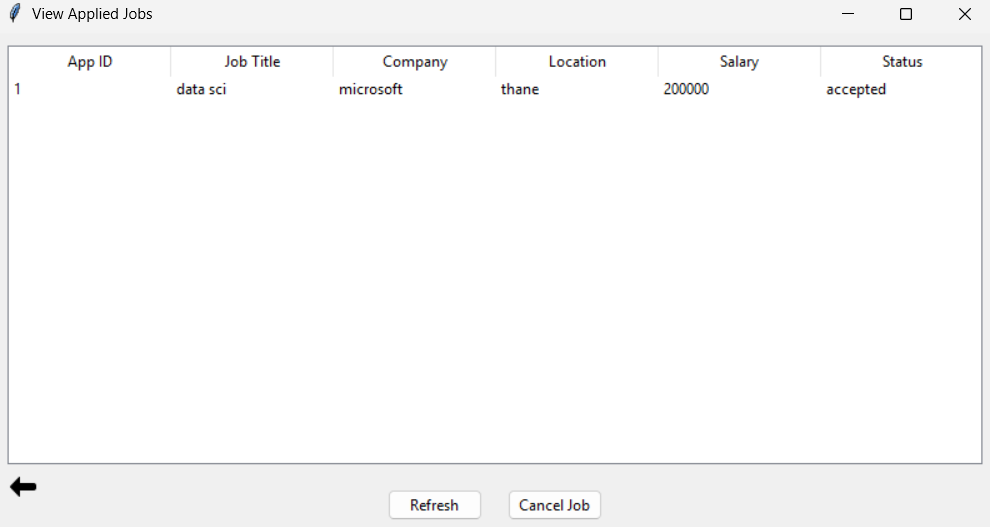 View Applied Jobs
App ID Job Title Company Location Salary Status
1 data sci microsoft thane 200000 accepted
Refresh Cancel Job